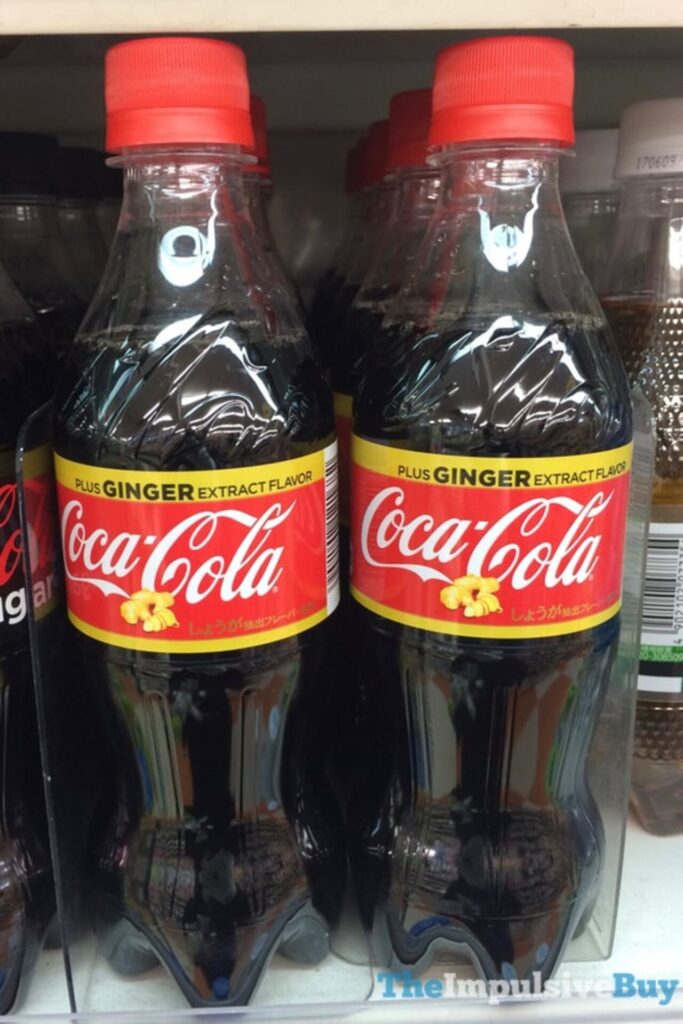 170609
PLUS GINGER EXTRACT FLAVOR
Coca-Cola
しょうが抽出フレーバー
PLUS GINGER EXTRACT FLAVOR
Coca-Cola
しょうが抽出フレーバー
TheImpulsiveBuy